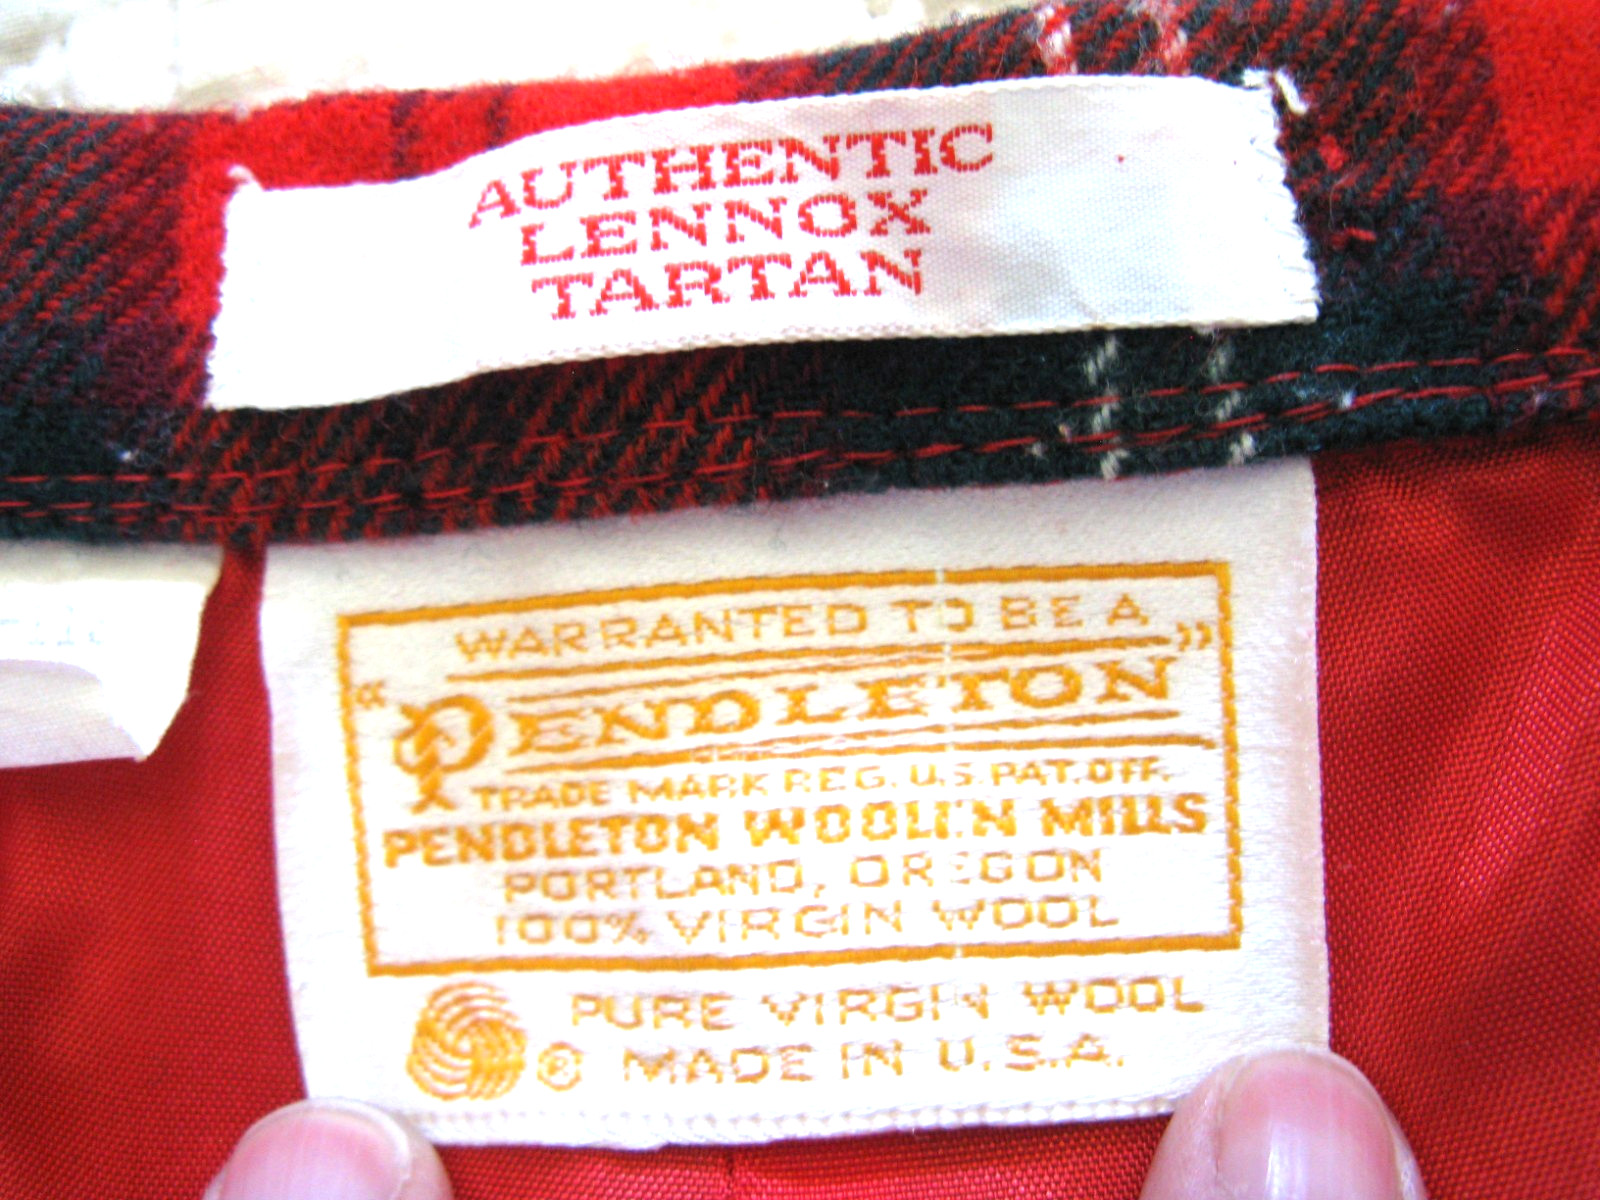 AUTHENTIC
LENNOX
TARTAN
WARRANTED TO BE A
"PENDLETON"
TRADE MARK REG. U.S. PAT. OFF.
PENDLETON WOOLEN MILLS
PORTLAND, OREGON
100% VIRGIN WOOL
PURE VIRGIN WOOL
® MADE IN U.S.A.